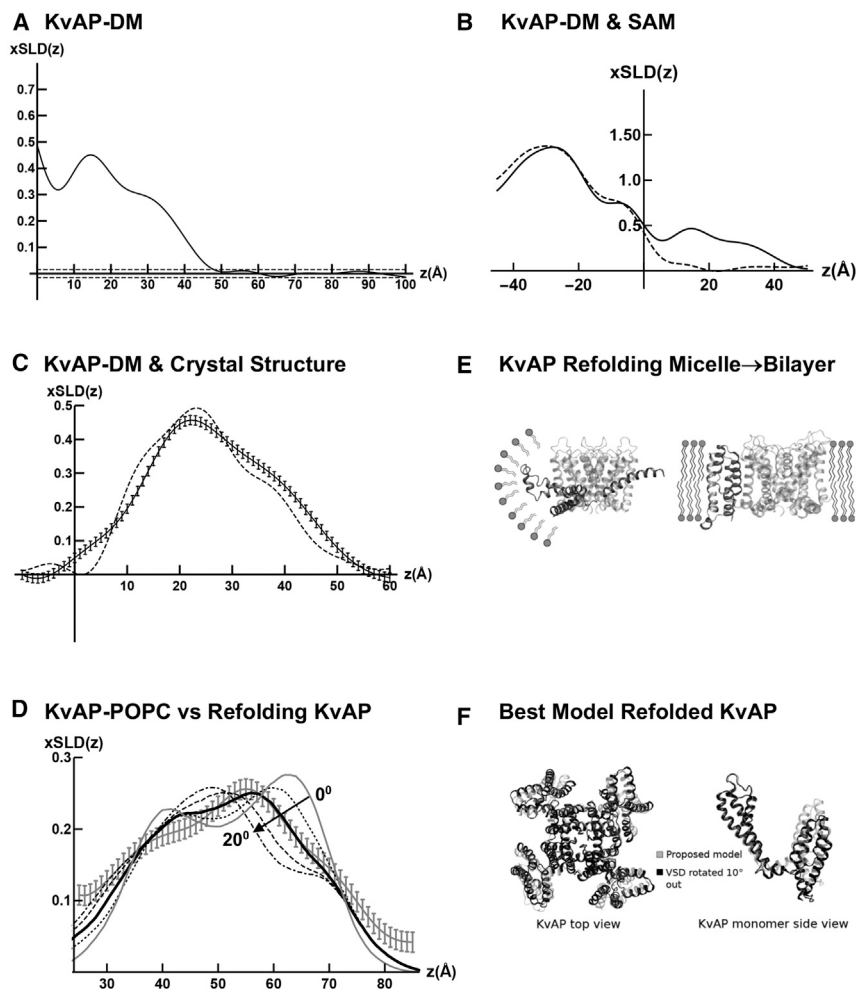 A KvAP-DM
xSLD(z)
0.7
0.6
0.5
0.4
0.3
0.2
0.1
10 20 30 40 50 60 70 80 90 100
z(Å)
B KvAP-DM & SAM
xSLD(z)
1.50
1.0
0.5
−40 −20 20 40
z(Å)
C KvAP-DM & Crystal Structure
xSLD(z)
0.5
0.4
0.3
0.2
0.1
10 20 30 40 50 60
z(Å)
E KvAP Refolding Micelle→Bilayer
D KvAP-POPC vs Refolding KvAP
xSLD(z)
0.3
0.2
0.1
0⁰
20⁰
30 40 50 60 70 80
z(Å)
F Best Model Refolded KvAP
Proposed model
VSD rotated 10°
out
KvAP top view
KvAP monomer side view